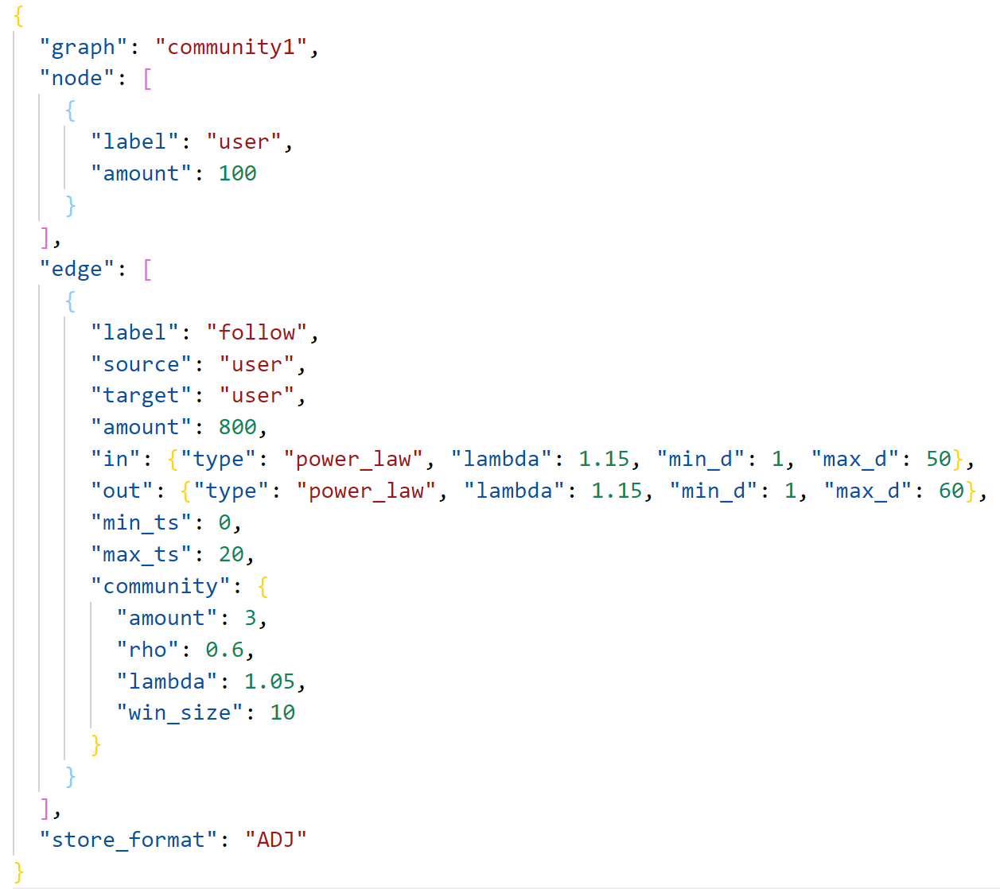 {
  "graph": "community1",
  "node": [
    {
      "label": "user",
      "amount": 100
    }
  ],
  "edge": [
    {
      "label": "follow",
      "source": "user",
      "target": "user",
      "amount": 800,
      "in": {"type": "power_law", "lambda": 1.15, "min_d": 1, "max_d": 50},
      "out": {"type": "power_law", "lambda": 1.15, "min_d": 1, "max_d": 60},
      "min_ts": 0,
      "max_ts": 20,
      "community": {
        "amount": 3,
        "rho": 0.6,
        "lambda": 1.05,
        "win_size": 10
      }
    }
  ],
  "store_format": "ADJ"
}